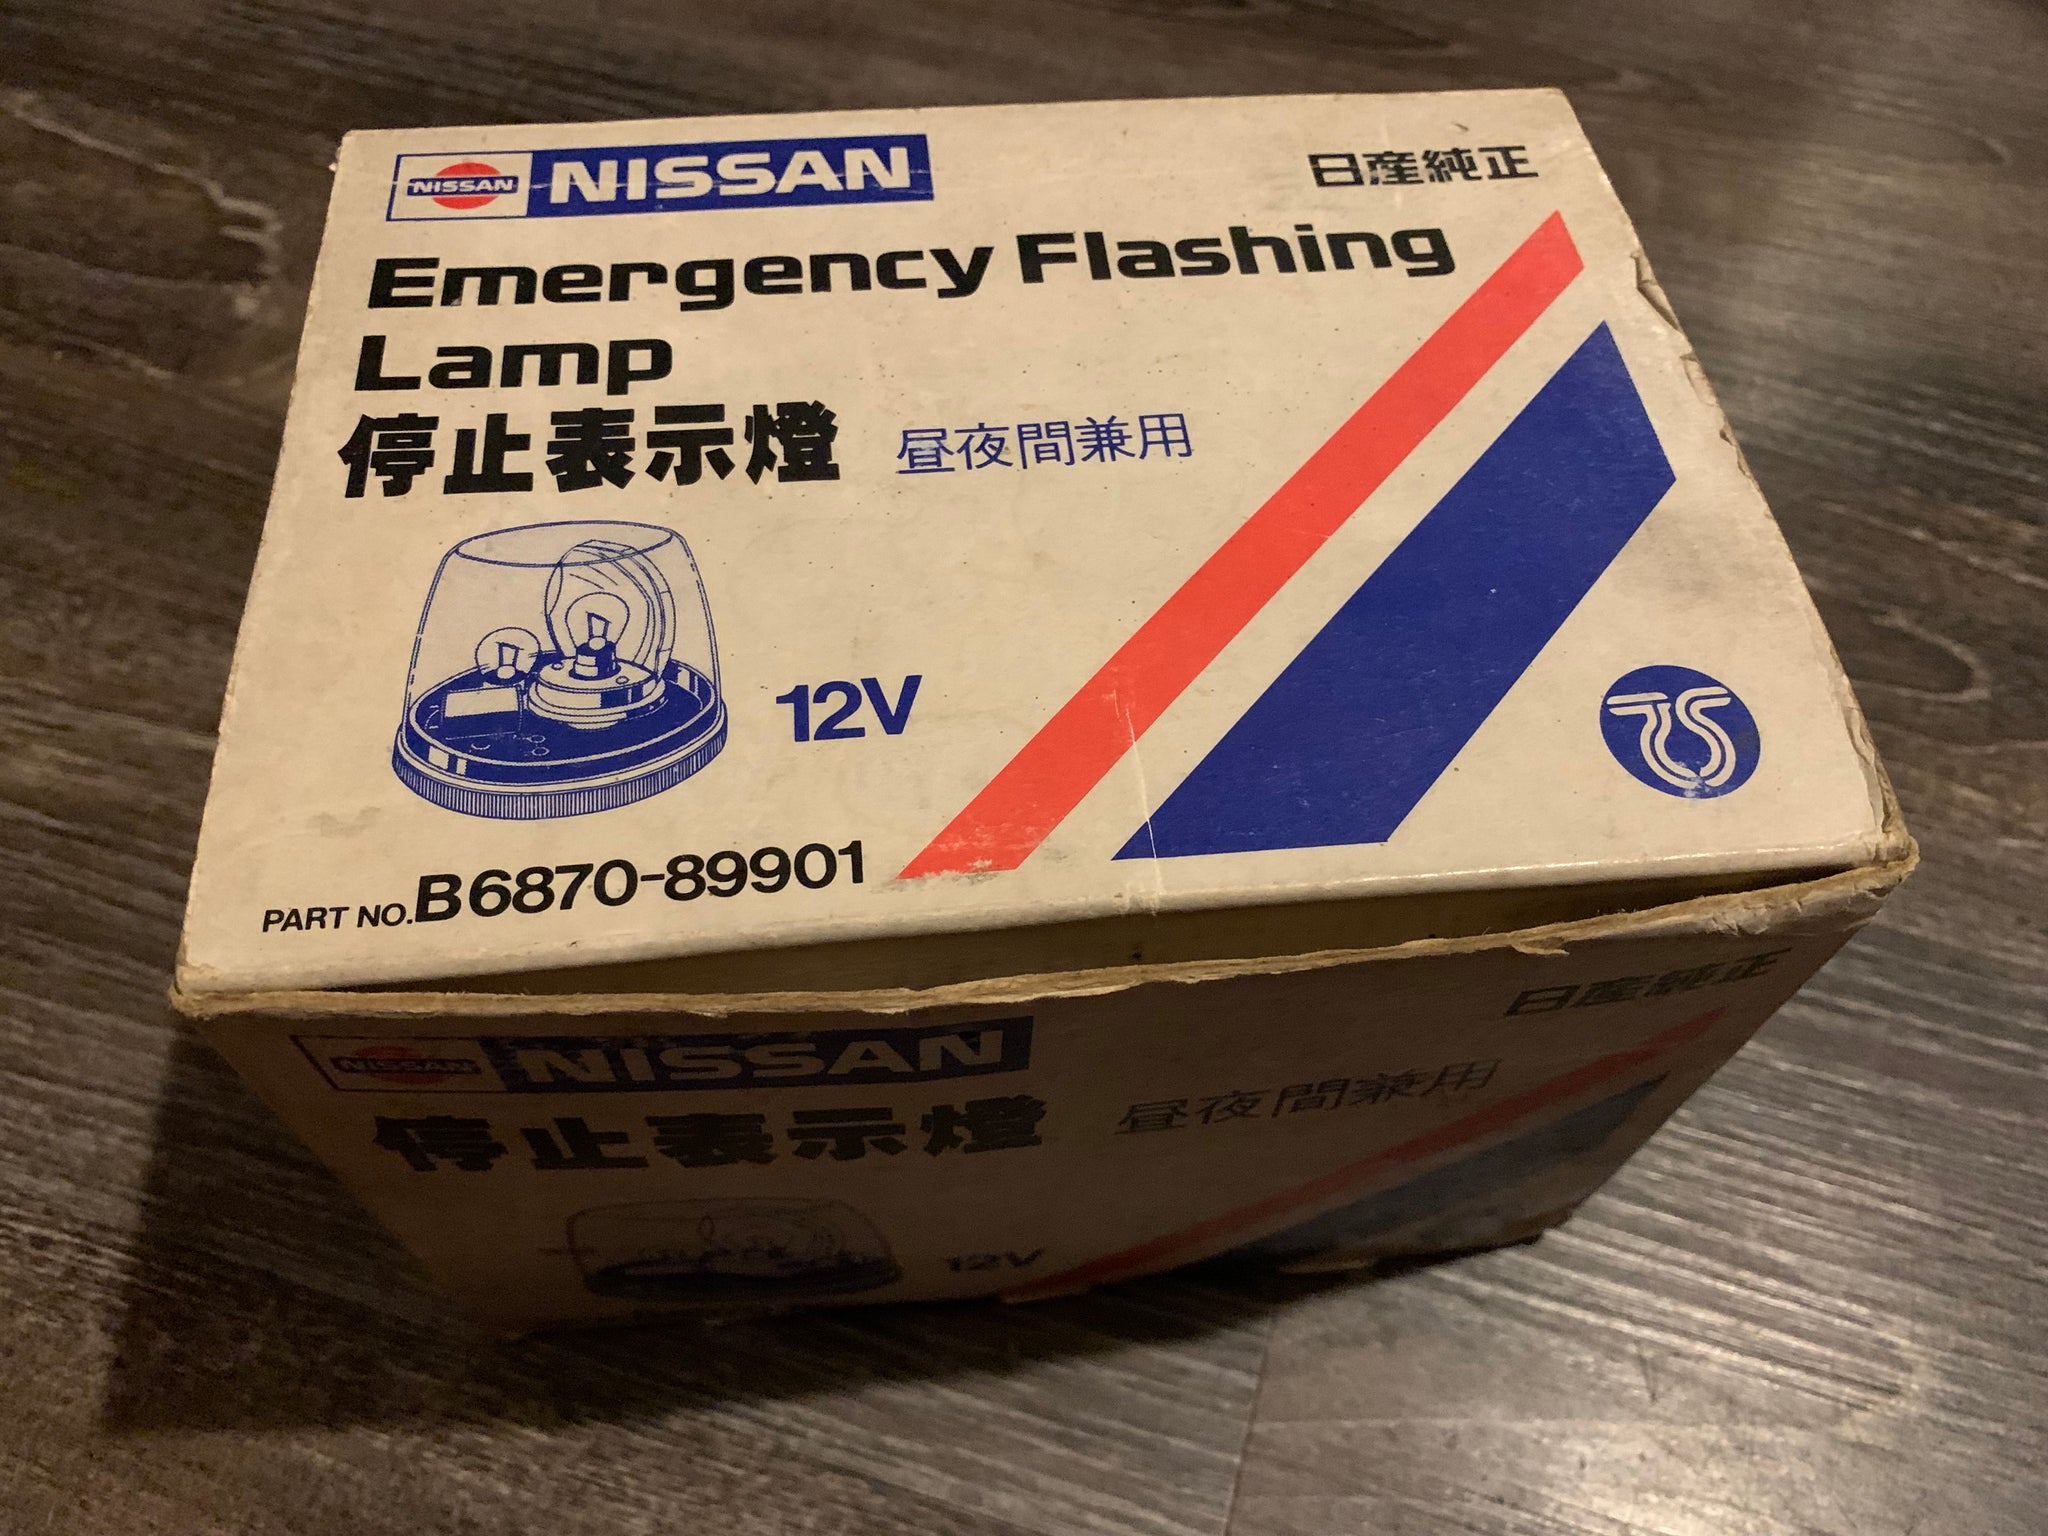 NISSAN NISSAN
日産純正
Emergency Flashing
Lamp
停止表示燈 昼夜間兼用
12V
TS
PART NO. B6870-89901
NISSAN NISSAN
日産純正
停止表示燈 昼夜間兼用
12V